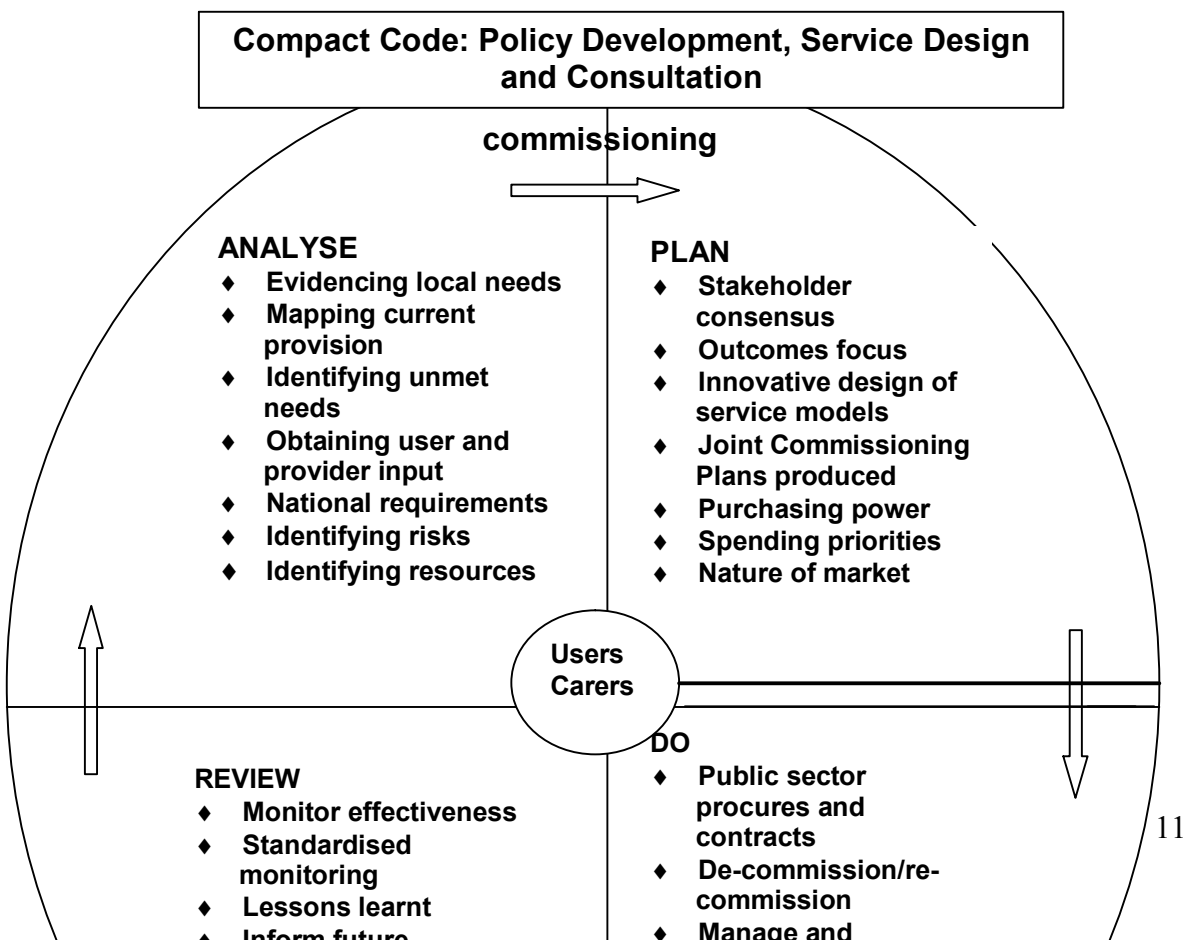 Compact Code: Policy Development, Service Design
and Consultation
commissioning
ANALYSE
♦ Evidencing local needs
♦ Mapping current
provision
♦ Identifying unmet
needs
♦ Obtaining user and
provider input
♦ National requirements
♦ Identifying risks
♦ Identifying resources
PLAN
♦ Stakeholder
consensus
♦ Outcomes focus
♦ Innovative design of
service models
♦ Joint Commissioning
Plans produced
♦ Purchasing power
♦ Spending priorities
♦ Nature of market
Users
Carers
REVIEW
♦ Monitor effectiveness
♦ Standardised
monitoring
♦ Lessons learnt
♦ Inform future
DO
♦ Public sector
procures and
contracts
♦ De-commission/re-
commission
♦ Manage and
11